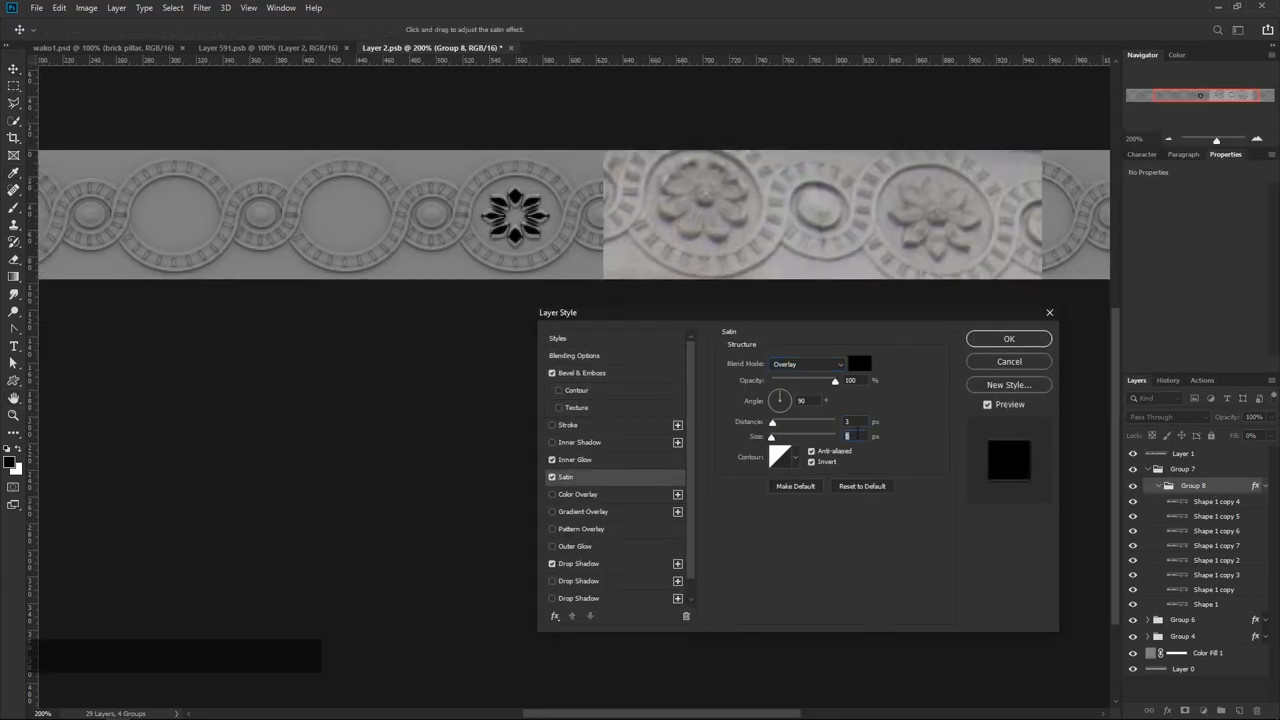 Ps File Edit Image Layer Type Select Filter 3D View Window Help
Click and drag to adjust the satin effect.
wako1.psd @ 100% (brick pillar, RGB/16) × Layer 591.psb @ 100% (Layer 2, RGB/16) × Layer 2.psb @ 200% (Group 8, RGB/16) * ×
Navigator Color
200%
Character Paragraph Properties
No Properties
Layer Style
Styles
Blending Options
Bevel & Emboss
Contour
Texture
Stroke
Inner Shadow
Inner Glow
Satin
Color Overlay
Gradient Overlay
Pattern Overlay
Outer Glow
Drop Shadow
Drop Shadow
Drop Shadow
fx
Satin
Structure
Blend Mode: Overlay
Opacity: 100 %
Angle: 90 °
Distance: 3 px
Size: px
Contour: Anti-aliased
Invert
Make Default Reset to Default
OK
Cancel
New Style...
Preview
Layers History Actions
Kind
Pass Through Opacity: 100%
Lock: Fill: 0%
Layer 1
Group 7
Group 8 fx
Shape 1 copy 4
Shape 1 copy 5
Shape 1 copy 6
Shape 1 copy 7
Shape 1 copy 2
Shape 1 copy 3
Shape 1 copy
Shape 1
Group 6 fx
Group 4 fx
Color Fill 1
Layer 0
200% 29 Layers, 4 Groups